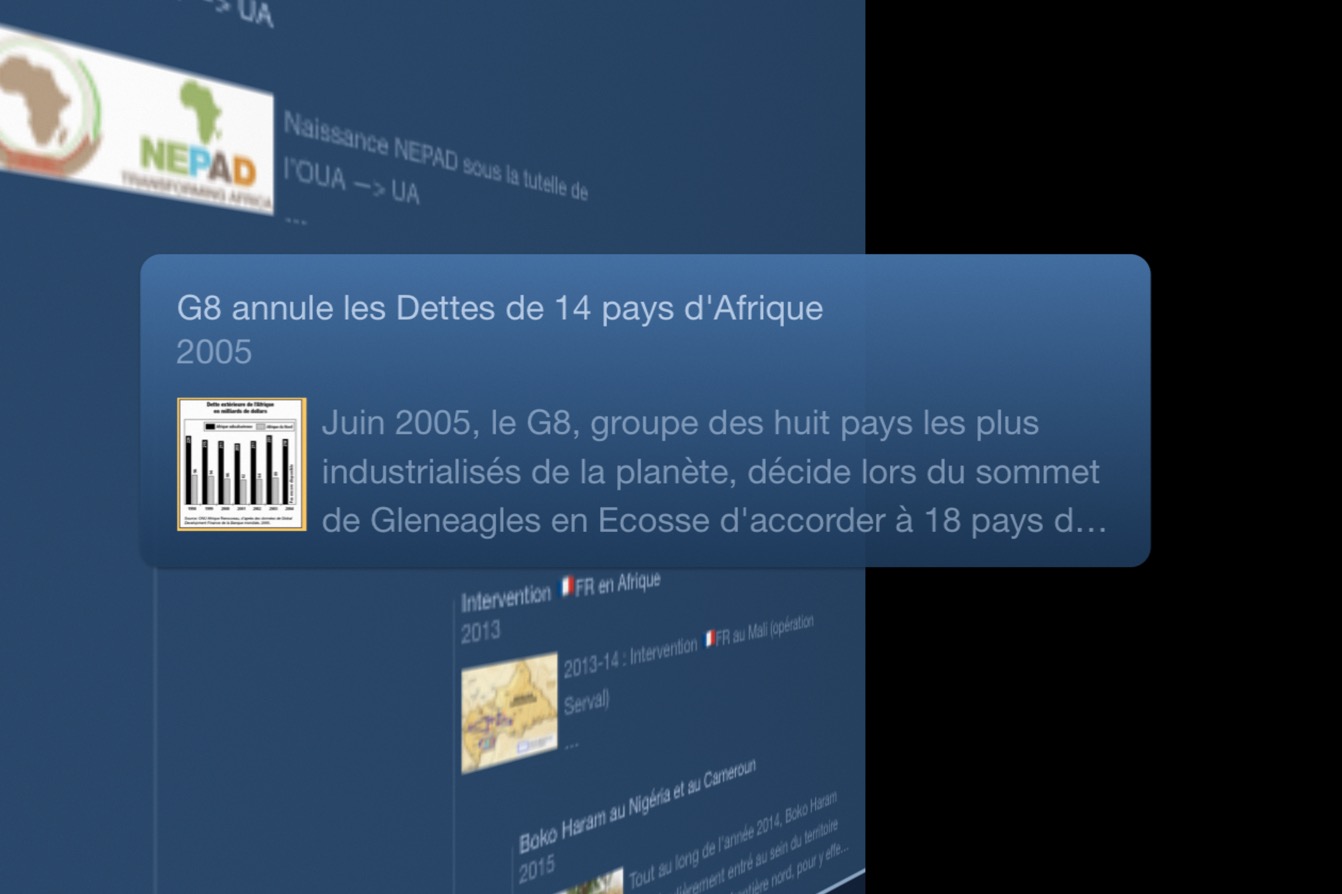 UA
NEPAD
TRANSFORMING AFRICA
Naissance NEPAD sous la tutelle de
l'OUA —> UA
...
G8 annule les Dettes de 14 pays d'Afrique
2005
Dette extérieure de l'Afrique
en milliards de dollars
Juin 2005, le G8, groupe des huit pays les plus
industrialisés de la planète, décide lors du sommet
de Gleneagles en Ecosse d'accorder à 18 pays d...
Intervention 🇫🇷FR en Afrique
2013
2013-14 : Intervention 🇫🇷FR au Mali (opération
Serval)
...
Boko Haram au Nigéria et au Cameroun
2015
Tout au long de l'année 2014, Boko Haram
entré au sein du territoire
nord, pour y effe...